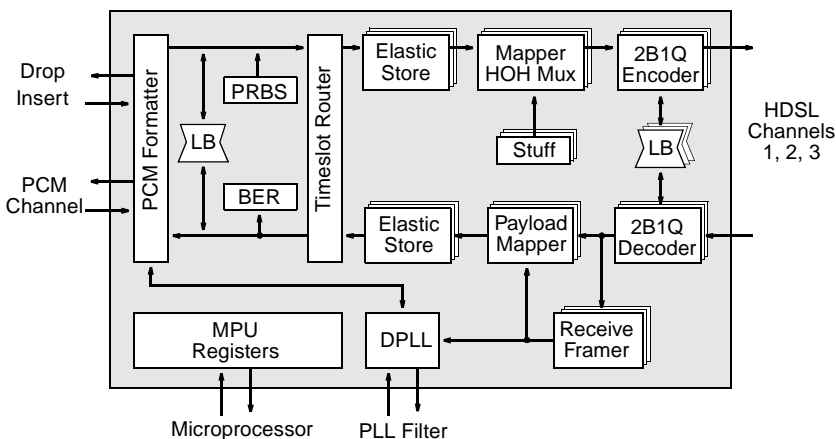 Drop
Insert
PCM
Channel
PCM Formatter
LB
PRBS
BER
Timeslot Router
Elastic
Store
Mapper
HOH Mux
2B1Q
Encoder
Stuff
LB
HDSL
Channels
1, 2, 3
Elastic
Store
Payload
Mapper
2B1Q
Decoder
MPU
Registers
DPLL
Receive
Framer
Microprocessor
PLL Filter